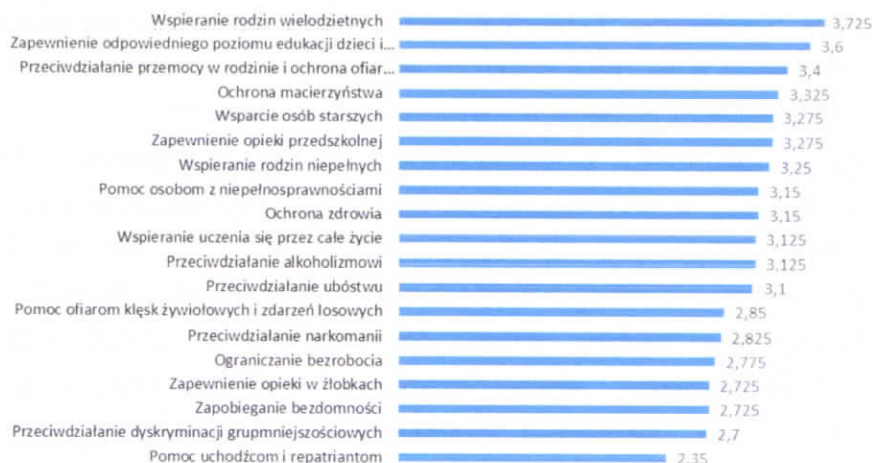 Wspieranie rodzin wielodzietnych 3,725
Zapewnienie odpowiedniego poziomu edukacji dzieci i... 3,6
Przeciwdziałanie przemocy w rodzinie i ochrona ofiar ... 3,4
Ochrona macierzyństwa 3,325
Wsparcie osób starszych 3,275
Zapewnienie opieki przedszkolnej 3,275
Wspieranie rodzin niepełnych 3,25
Pomoc osobom z niepełnosprawnościami 3,15
Ochrona zdrowia 3,15
Wspieranie uczenia się przez całe życie 3,125
Przeciwdziałanie alkoholizmowi 3,125
Przeciwdziałanie ubóstwu 3,1
Pomoc ofiarom klęsk żywiołowych i zdarzeń losowych 2,85
Przeciwdziałanie narkomanii 2,825
Ograniczanie bezrobocia 2,775
Zapewnienie opieki w żłobkach 2,725
Zapobieganie bezdomności 2,725
Przeciwdziałanie dyskryminacji grupmniejszościowych 2,7
Pomoc uchodźcom i repatriantom 2,35